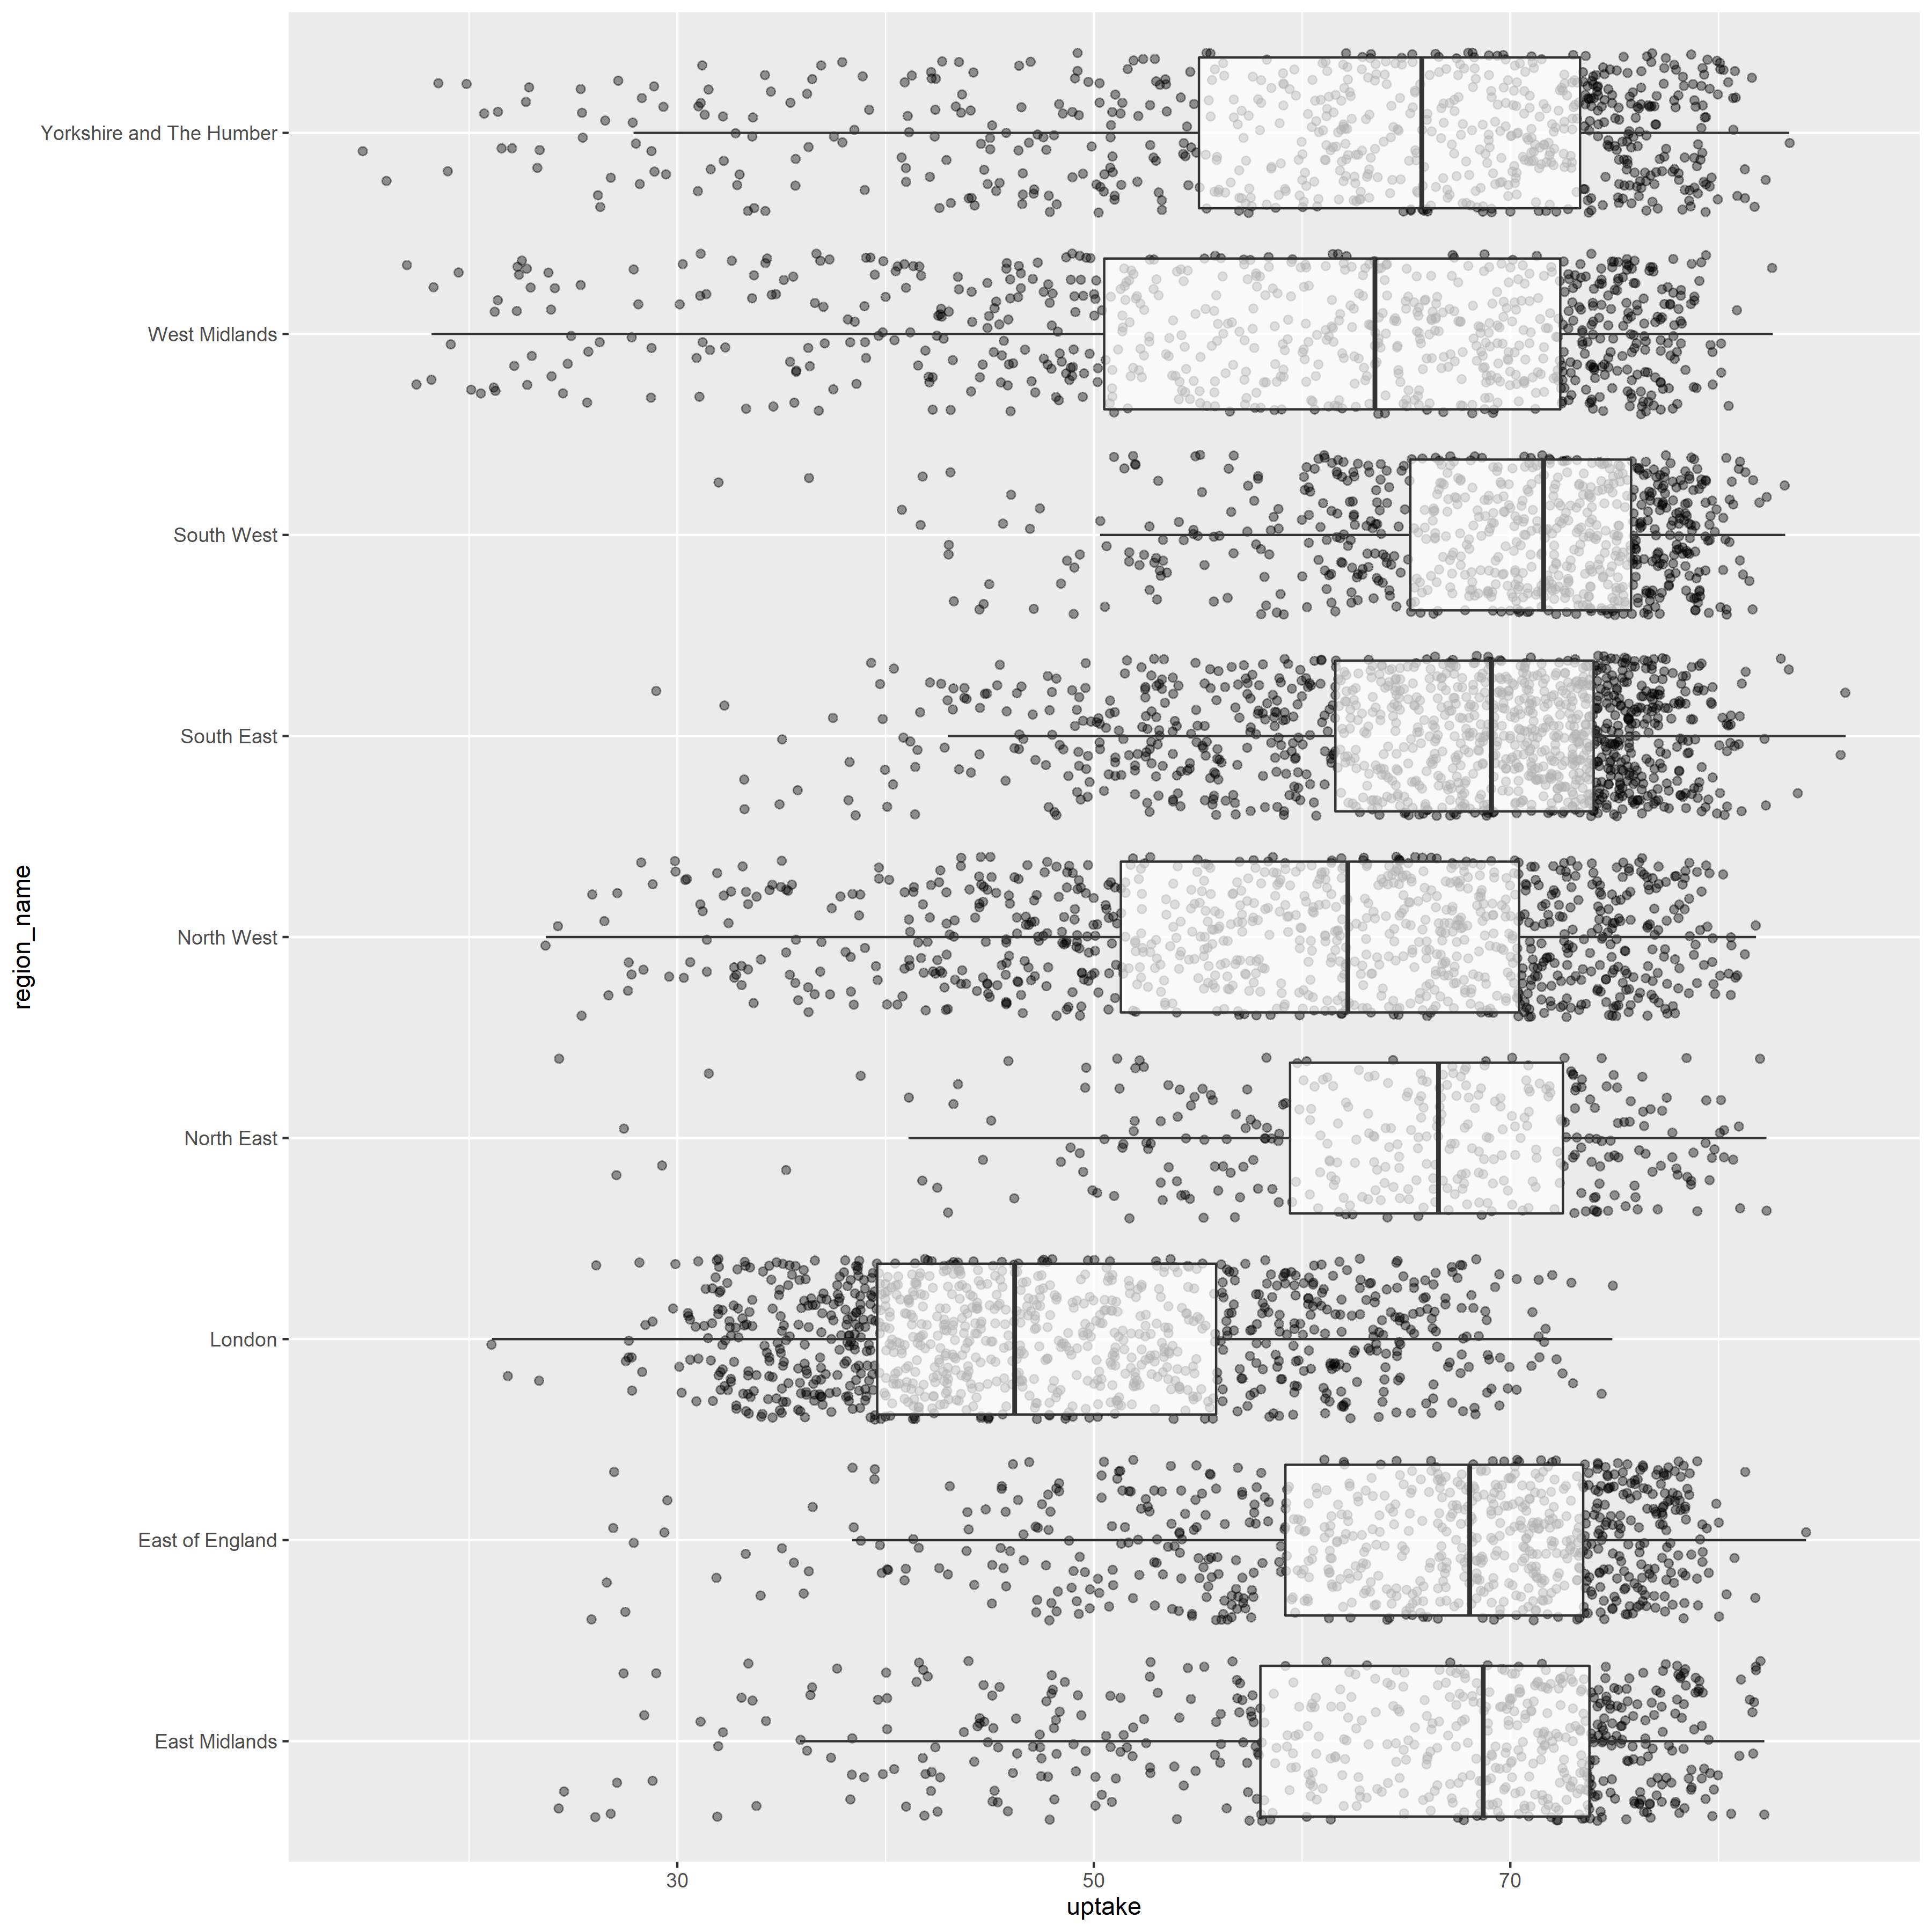 Yorkshire and The Humber
West Midlands
South West
South East
region_name
North West
North East
London
East of England
East Midlands
30 50 70
uptake